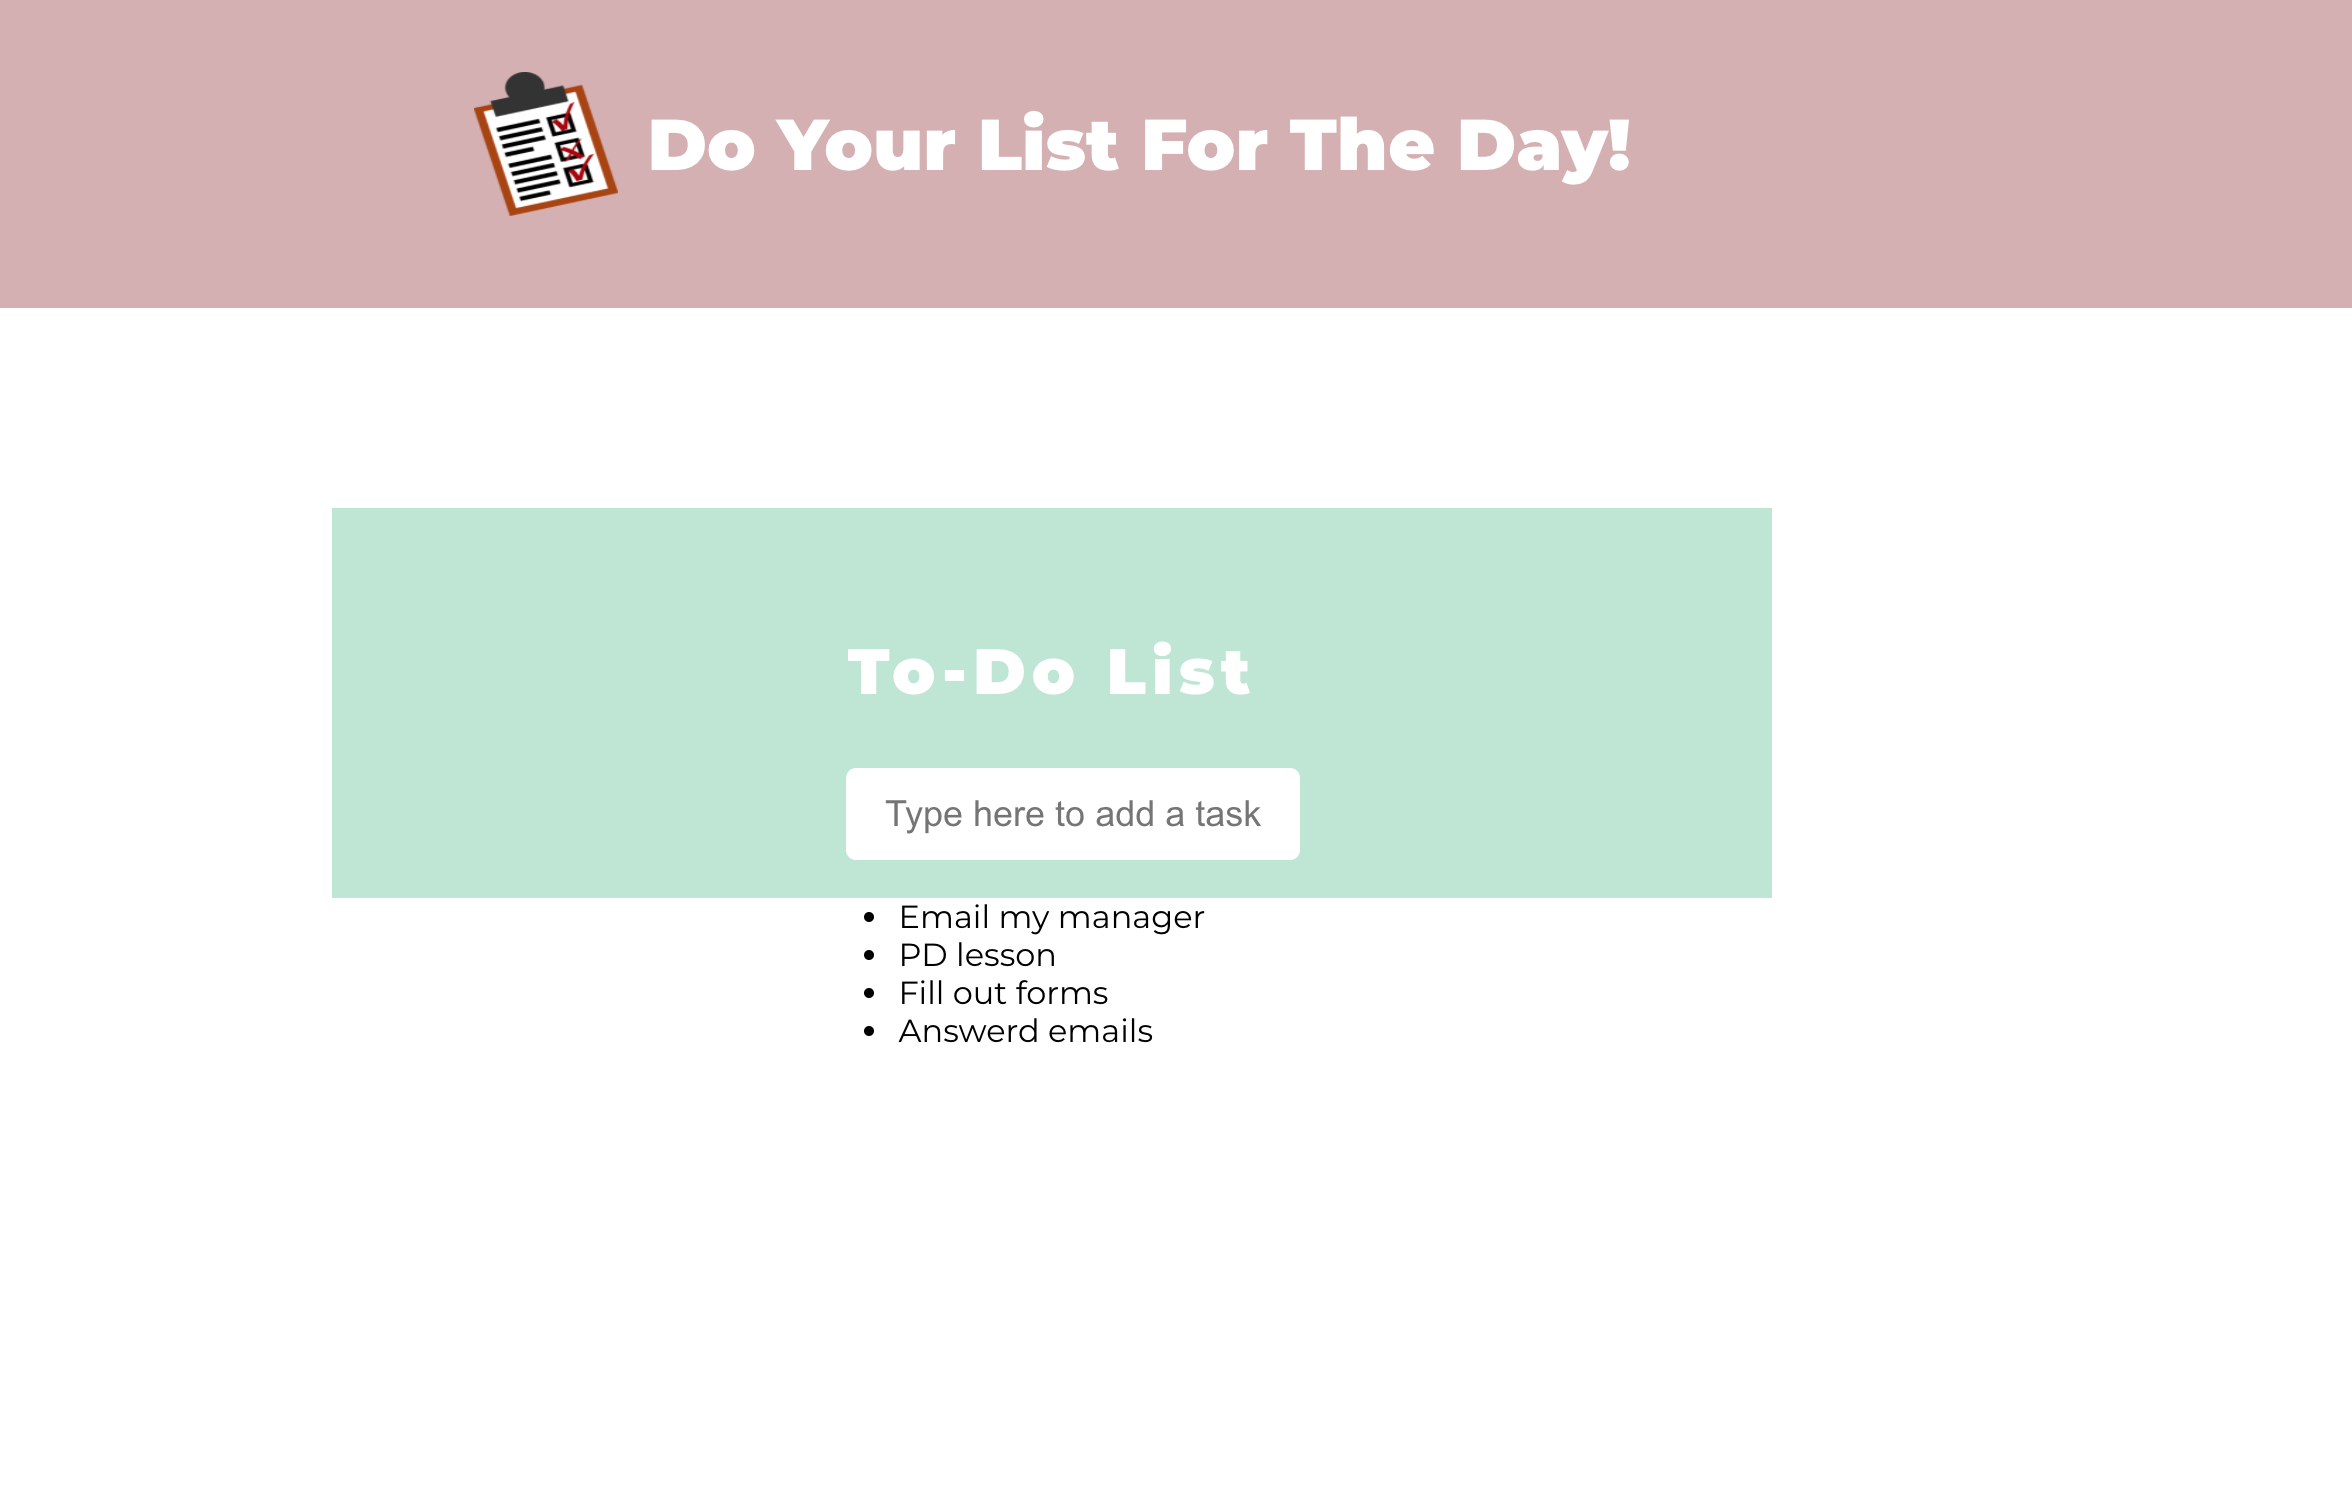 Do Your List For The Day!
To-Do List
Type here to add a task
Email my manager
PD lesson
Fill out forms
Answerd emails